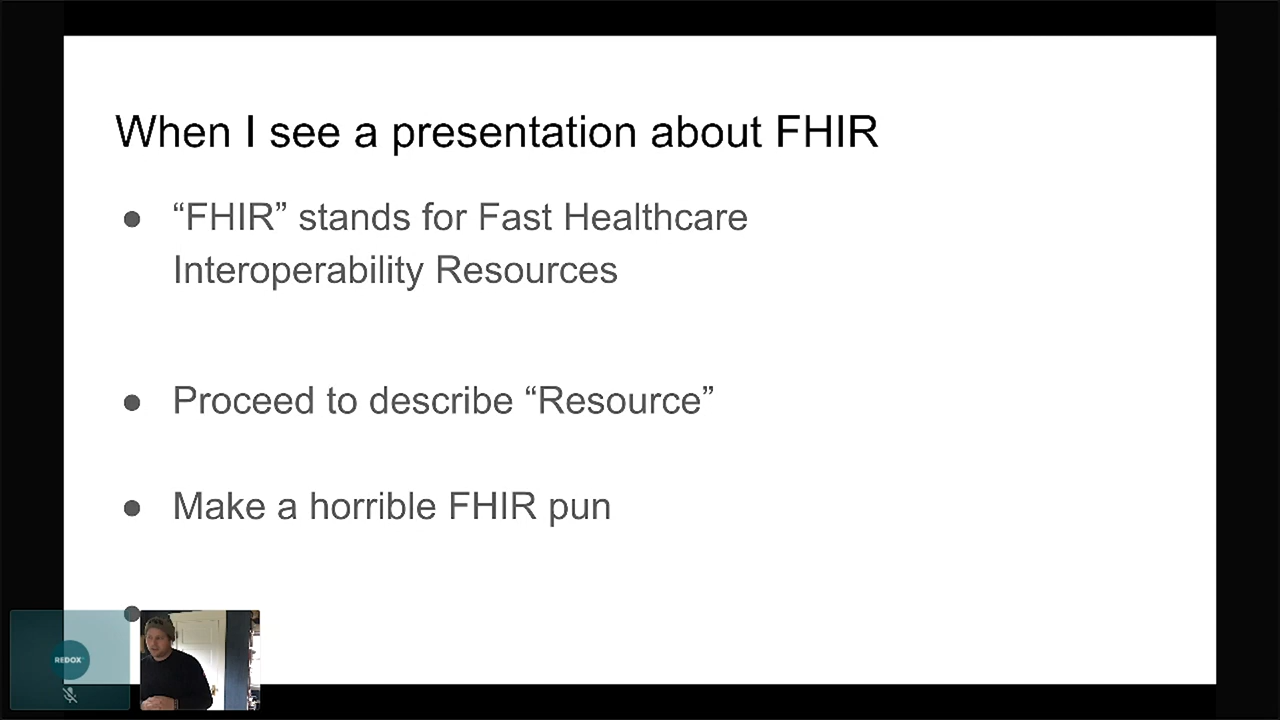 When I see a presentation about FHIR
● “FHIR” stands for Fast Healthcare
Interoperability Resources
● Proceed to describe “Resource”
● Make a horrible FHIR pun
●
REDOX